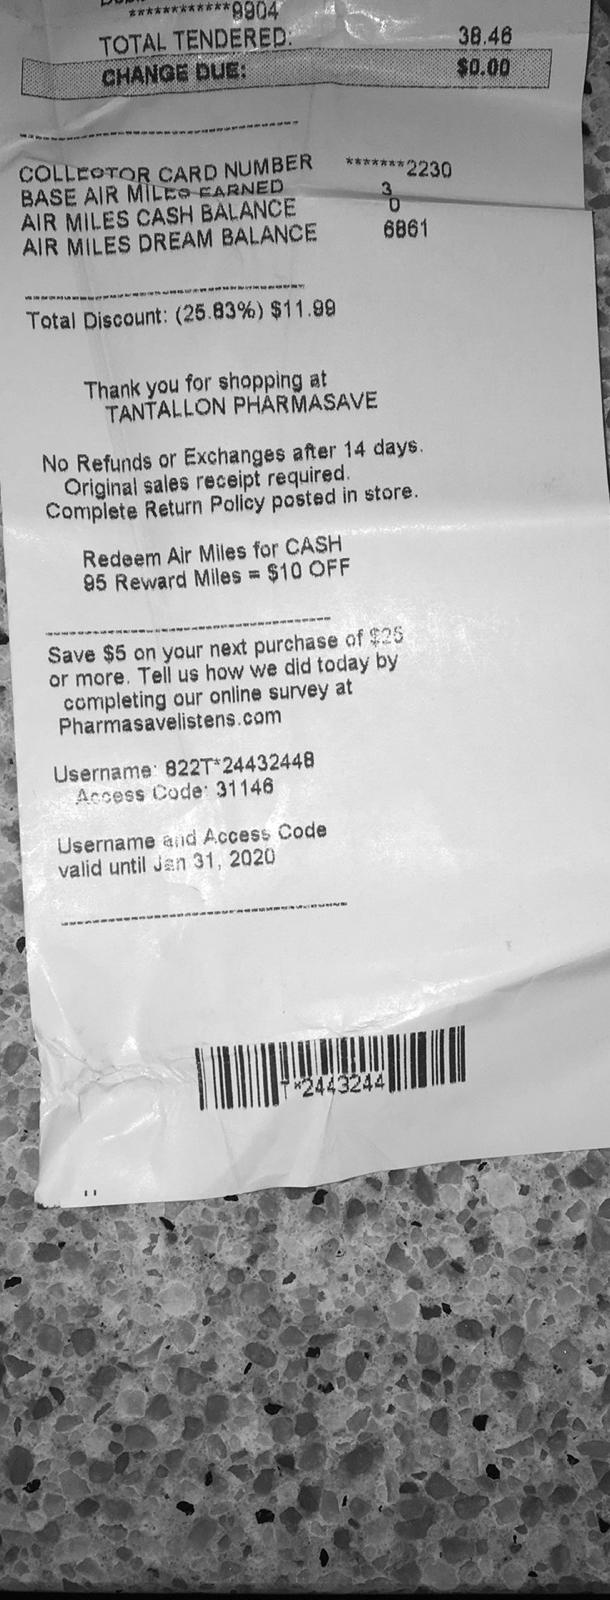 ************9904
TOTAL TENDERED: 38.46
CHANGE DUE: $0.00
COLLECTOR CARD NUMBER *******2230
BASE AIR MILES EARNED 3
AIR MILES CASH BALANCE 0
AIR MILES DREAM BALANCE 6861
Total Discount: (25.83%) $11.99
Thank you for shopping at
TANTALLON PHARMASAVE
No Refunds or Exchanges after 14 days.
Original sales receipt required.
Complete Return Policy posted in store.
Redeem Air Miles for CASH
95 Reward Miles = $10 OFF
Save $5 on your next purchase of $25
or more. Tell us how we did today by
completing our online survey at
Pharmasavelistens.com
Username: 822T*24432448
Access Code: 31146
Username and Access Code
valid until Jan 31, 2020
T*2443244